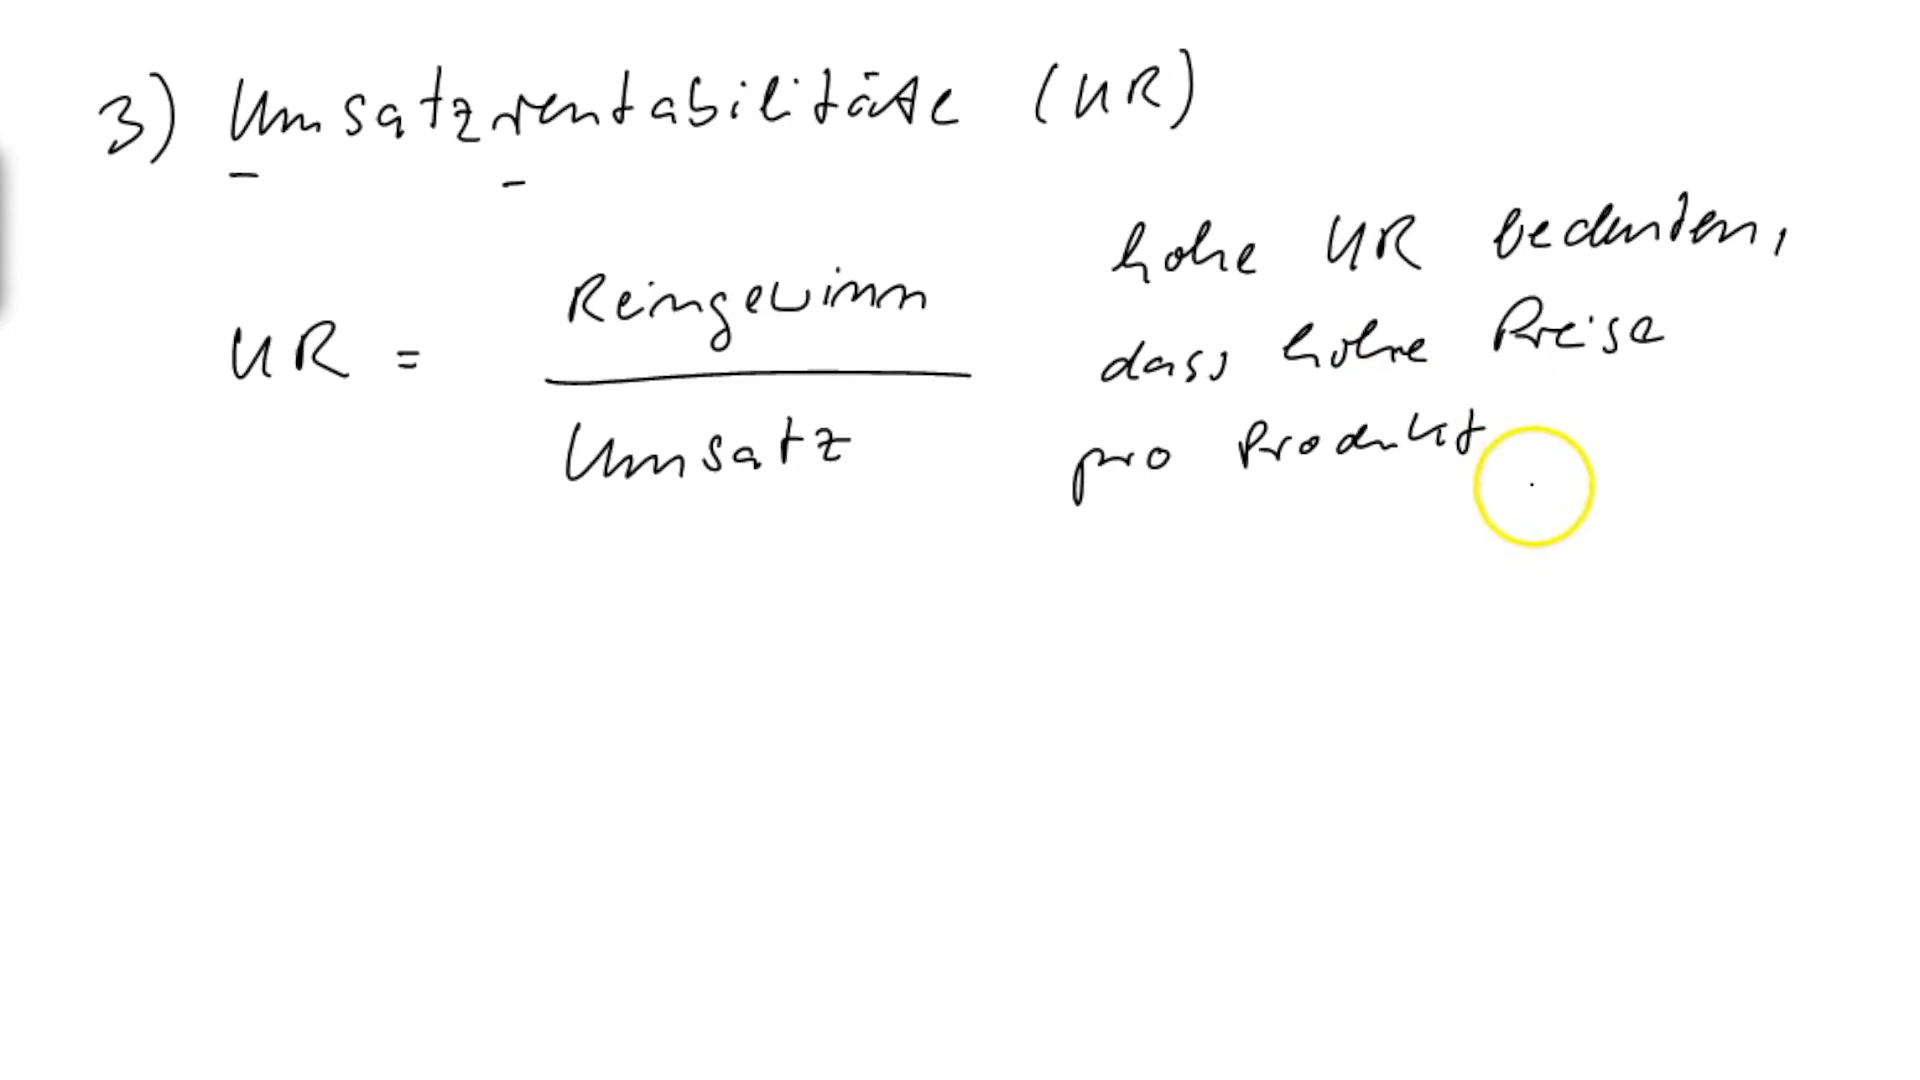 3) Umsatzrentabilität (UR)
UR = Reingewinn
Umsatz
hohe UR bedeuten,
dass hohe Preise
pro Produkt